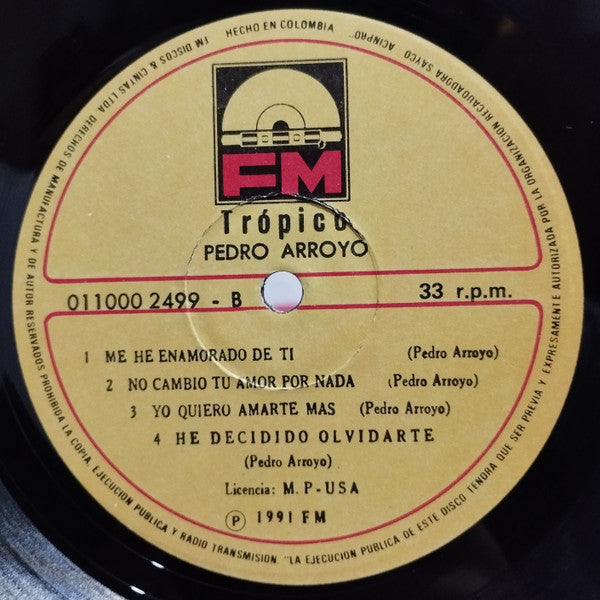 FM DISCOS & CINTAS LTDA. DERECHOS DE MANUFACTURA Y DE AUTOR RESERVADOS PROHIBIDA LA COPIA, EJECUCION PUBLICA Y RADIO TRANSMISION "LA EJECUCION PUBLICA DE ESTE DISCO TENDRA QUE SER PREVIA Y EXPRESAMENTE AUTORIZADA POR LA ORGANIZACION RECAUDADORA SAYCO ACINPRO"
HECHO EN COLOMBIA
FM
Trópico
PEDRO ARROYO
011000 2499 - B 33 r.p.m.
1 ME HE ENAMORADO DE TI (Pedro Arroyo)
2 NO CAMBIO TU AMOR POR NADA (Pedro Arroyo)
3 YO QUIERO AMARTE MAS (Pedro Arroyo)
4 HE DECIDIDO OLVIDARTE
(Pedro Arroyo)
Licencia: M. P-USA
Ⓟ 1991 FM